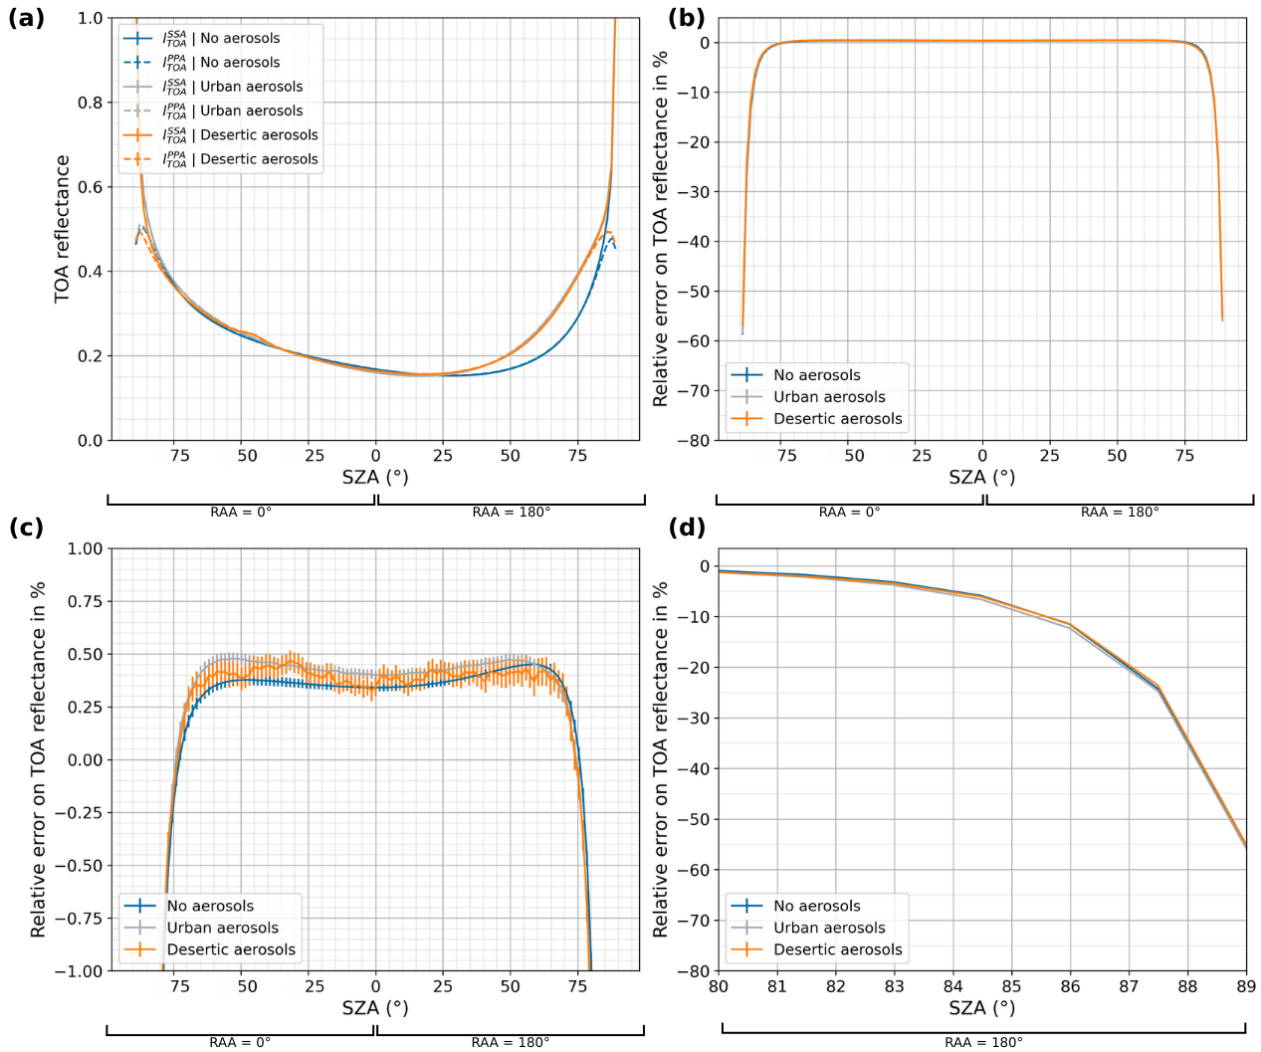 (a)
1.0
0.8
0.6
0.4
0.2
0.0
TOA reflectance
I^{SSA}_{TOA} | No aerosols
I^{PPA}_{TOA} | No aerosols
I^{SSA}_{TOA} | Urban aerosols
I^{PPA}_{TOA} | Urban aerosols
I^{SSA}_{TOA} | Desertic aerosols
I^{PPA}_{TOA} | Desertic aerosols
75 50 25 0 25 50 75
SZA (°)
RAA = 0° RAA = 180°
(b)
0
−10
−20
−30
−40
−50
−60
−70
−80
Relative error on TOA reflectance in %
No aerosols
Urban aerosols
Desertic aerosols
75 50 25 0 25 50 75
SZA (°)
RAA = 0° RAA = 180°
(c)
1.00
0.75
0.50
0.25
0.00
−0.25
−0.50
−0.75
−1.00
Relative error on TOA reflectance in %
No aerosols
Urban aerosols
Desertic aerosols
75 50 25 0 25 50 75
SZA (°)
RAA = 0° RAA = 180°
(d)
0
−10
−20
−30
−40
−50
−60
−70
−80
Relative error on TOA reflectance in %
No aerosols
Urban aerosols
Desertic aerosols
80 81 82 83 84 85 86 87 88 89
SZA (°)
RAA = 180°